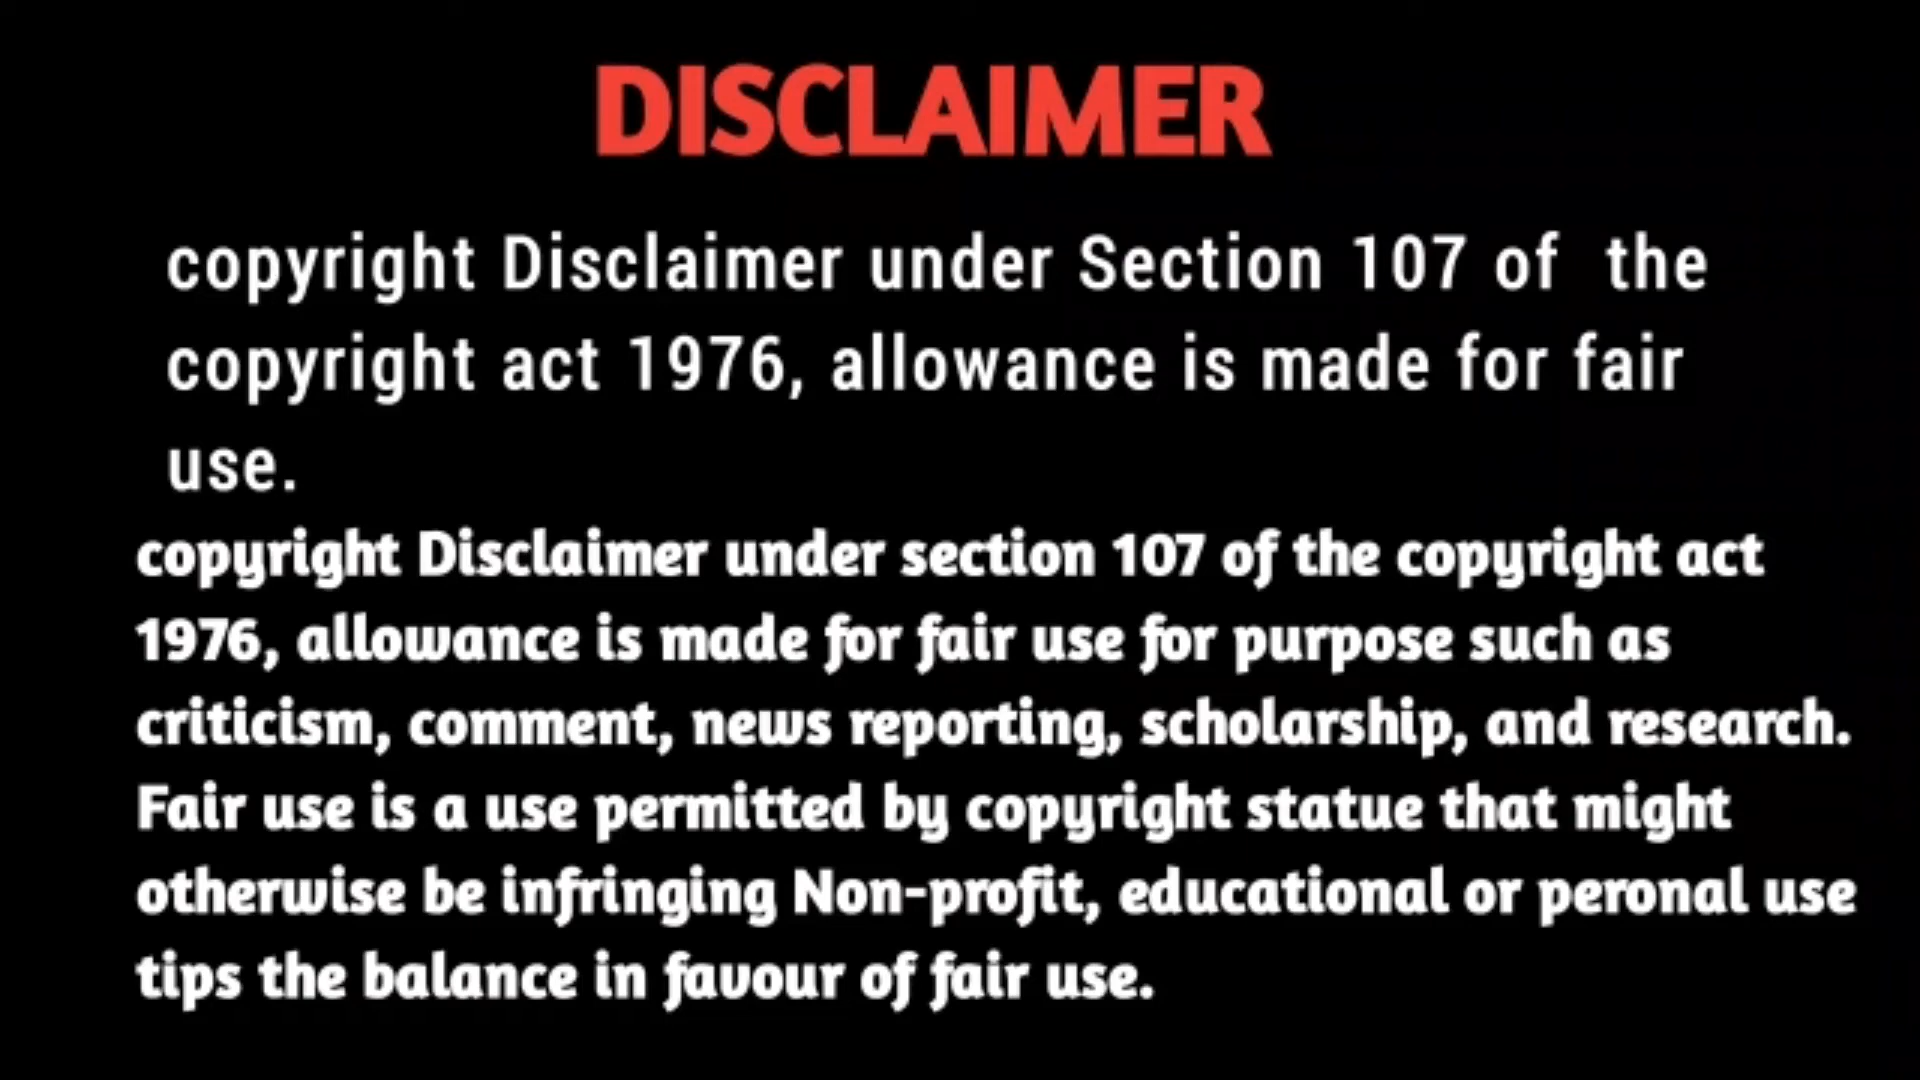 DISCLAIMER
copyright Disclaimer under Section 107 of the
copyright act 1976, allowance is made for fair
use.
copyright Disclaimer under section 107 of the copyright act
1976, allowance is made for fair use for purpose such as
criticism, comment, news reporting, scholarship, and research.
Fair use is a use permitted by copyright statue that might
otherwise be infringing Non-profit, educational or peronal use
tips the balance in favour of fair use.